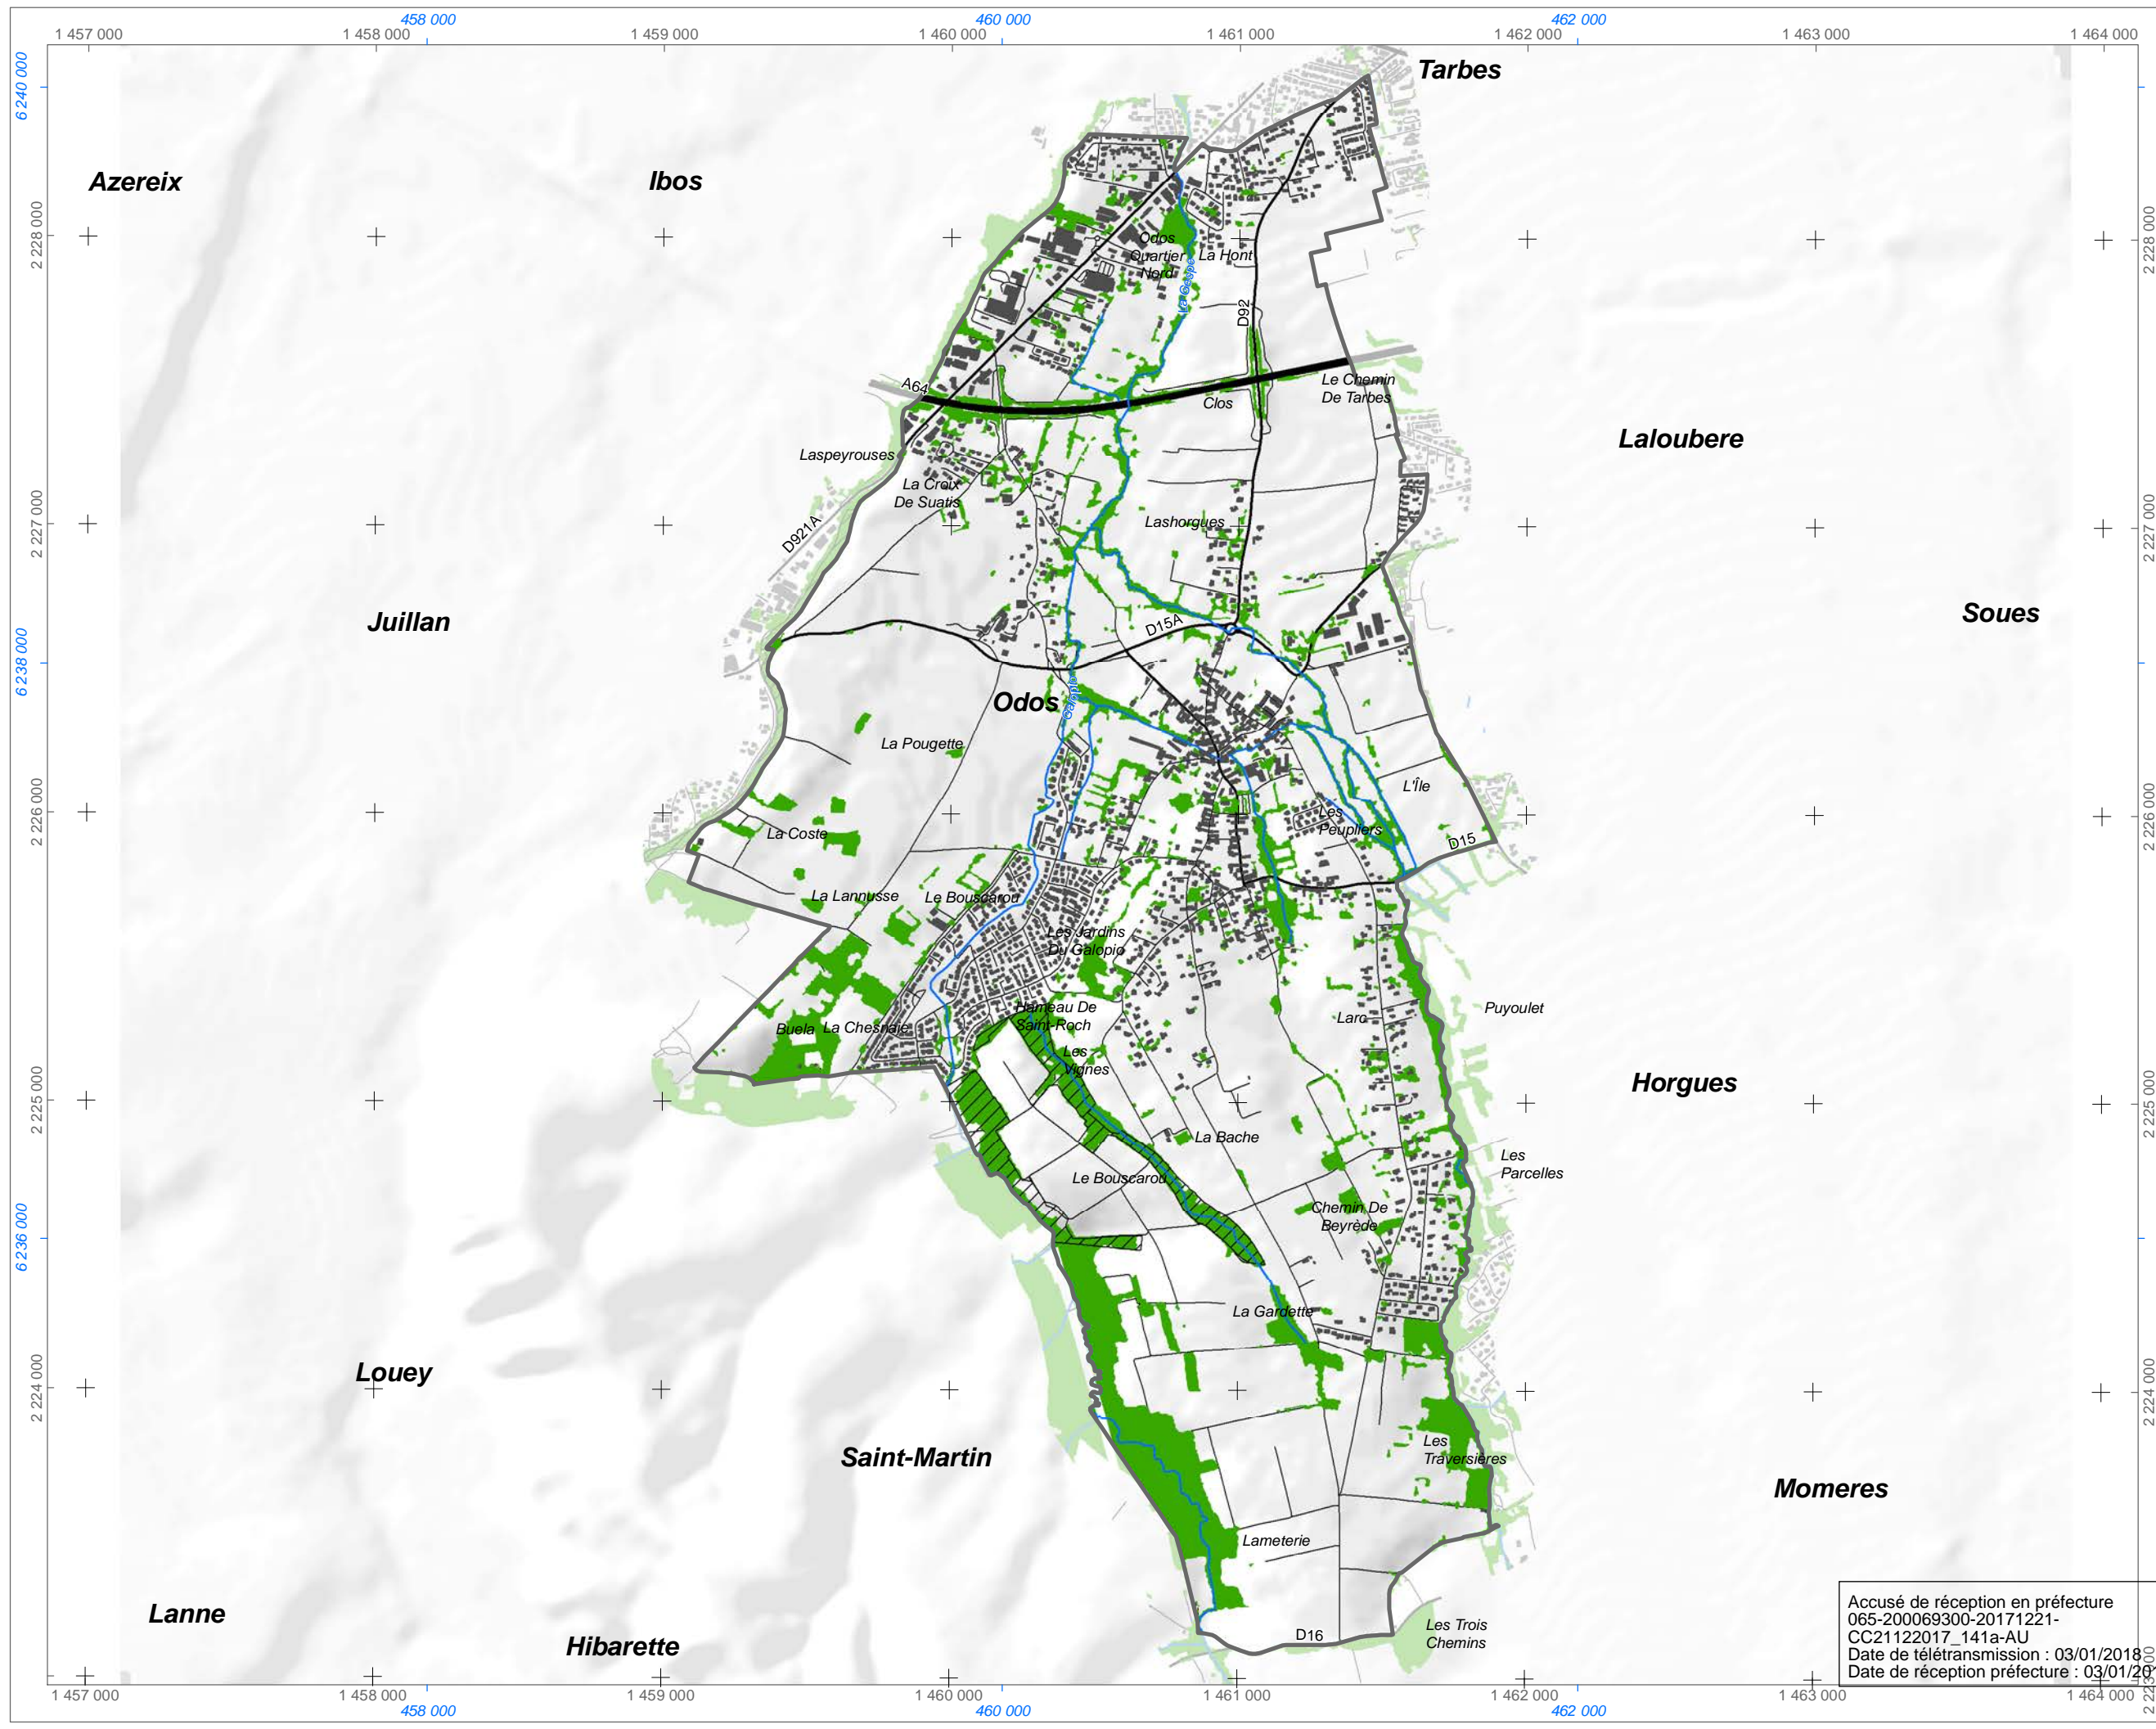 458 000
460 000
462 000
1 457 000
1 458 000
1 459 000
1 460 000
1 461 000
1 462 000
1 463 000
1 464 000
6 240 000
Tarbes
Azereix
Ibos
2 228 000
2 228 000
Odos
Quartier
Nord
La Hont
La Gespe
D92
A64
Le Chemin
De Tarbes
Clos
Laloubere
Laspeyrouses
La Croix
De Suatis
2 227 000
D921A
Lashorgues
2 227 000
Juillan
D15A
Soues
6 238 000
Odos
Galopio
La Pougette
L'Île
2 226 000
La Coste
Les
Peupliers
D15
2 226 000
La Lannusse
Le Bouscarou
Les Jardins
Du Galopio
Hameau De
Saint-Roch
Puyoulet
Larc
Buela
La Chesnaie
Les
Vignes
Horgues
2 225 000
2 225 000
La Bache
Les
Parcelles
Le Bouscarou
Chemin De
Beyrède
6 236 000
La Gardette
Louey
2 224 000
2 224 000
Saint-Martin
Les
Traversières
Momeres
Lameterie
Lanne
Hibarette
D16
Les Trois
Chemins
Accusé de réception en préfecture
065-200069300-20171221-
CC21122017_141a-AU
Date de télétransmission : 03/01/2018
Date de réception préfecture : 03/01/20
1 457 000
1 458 000
1 459 000
1 460 000
1 461 000
1 462 000
1 463 000
1 464 000
458 000
460 000
462 000